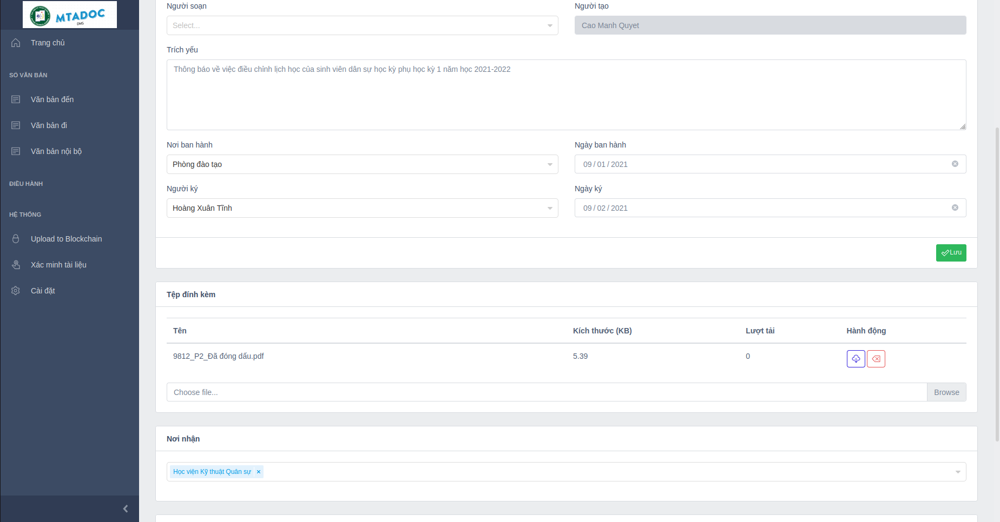 MTADOC
DMS
Trang chủ
SỔ VĂN BẢN
Văn bản đến
Văn bản đi
Văn bản nội bộ
ĐIỀU HÀNH
HỆ THỐNG
Upload to Blockchain
Xác minh tài liệu
Cài đặt
Người soạn
Người tạo
Select...
Cao Manh Quyet
Trích yếu
Thông báo về việc điều chỉnh lịch học của sinh viên dân sự học kỳ phụ học kỳ 1 năm học 2021-2022
Nơi ban hành
Ngày ban hành
Phòng đào tạo
09 / 01 / 2021
Người ký
Ngày ký
Hoàng Xuân Tĩnh
09 / 02 / 2021
Lưu
Tệp đính kèm
Tên Kích thước (KB) Lượt tải Hành động
9812_P2_Đã đóng dấu.pdf 5.39 0
Choose file... Browse
Nơi nhận
Học viện Kỹ thuật Quân sự ×